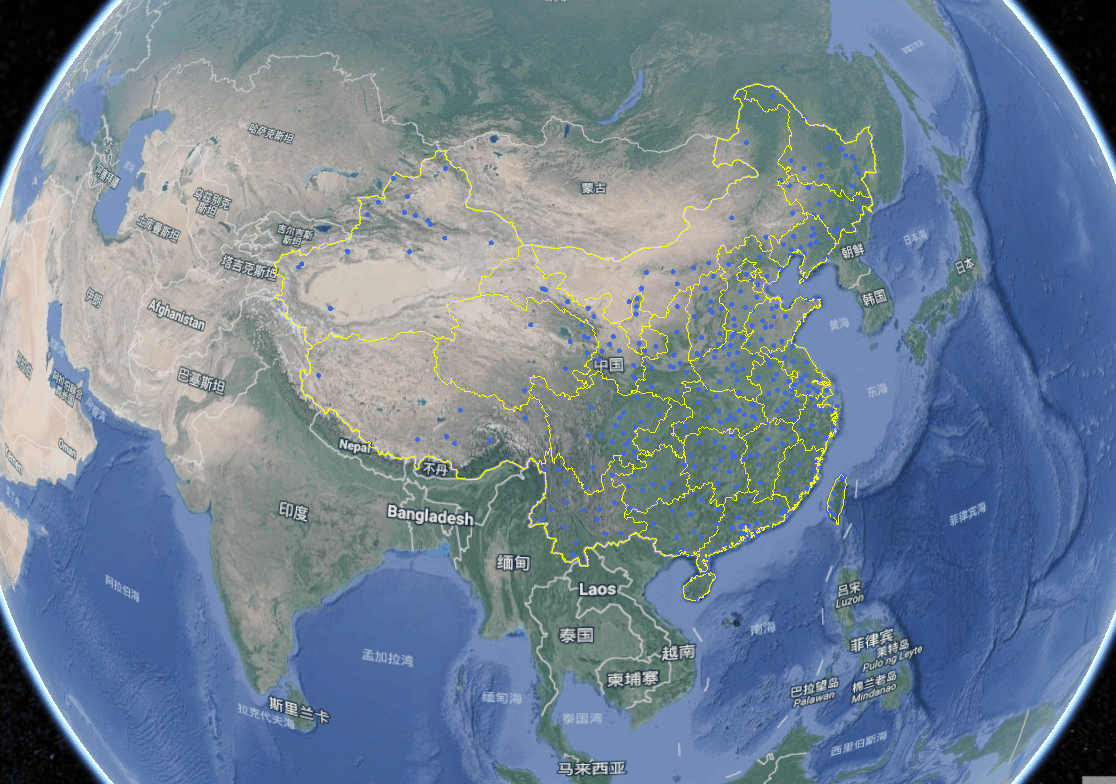 哈萨克斯坦
蒙古
乌兹别克
斯坦
土库曼斯坦
吉尔吉斯
斯坦
塔吉克斯坦
日本海
朝鲜
日本
韩国
伊朗
Afghanistan
黄海
中国
巴基斯坦
东海
Oman
Yemen
Nepal
不丹
印度
Bangladesh
菲律宾海
缅甸
阿拉伯海
Laos
吕宋
Luzon
南海
泰国
菲律宾
越南
莱特岛
Pulo ng Leyte
孟加拉湾
柬埔寨
巴拉望岛
Palawan
棉兰老岛
Mindanao
斯里兰卡
拉克代夫海
缅甸海
泰国湾
西里伯斯海
马来西亚